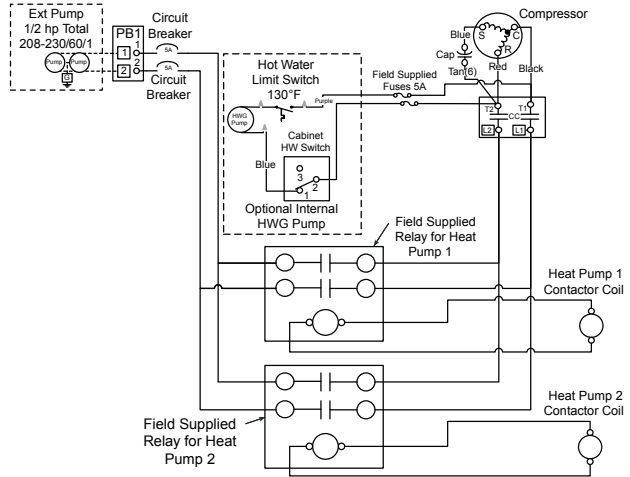 Ext Pump
1/2 hp Total
208-230/60/1
Pump
Pump
G
PB1
1
1
2
2
Circuit
Breaker
5A
5A
Circuit
Breaker
Hot Water
Limit Switch
130°F
Purple
HWG
Pump
Cabinet
HW Switch
Blue
3
2
1
Optional Internal
HWG Pump
Field Supplied
Fuses 5A
Compressor
Blue
S
C
R
Cap
Tan(6)
Red
Black
T2
T1
CC
L2
L1
Field Supplied
Relay for Heat
Pump 1
Heat Pump 1
Contactor Coil
Field Supplied
Relay for Heat
Pump 2
Heat Pump 2
Contactor Coil